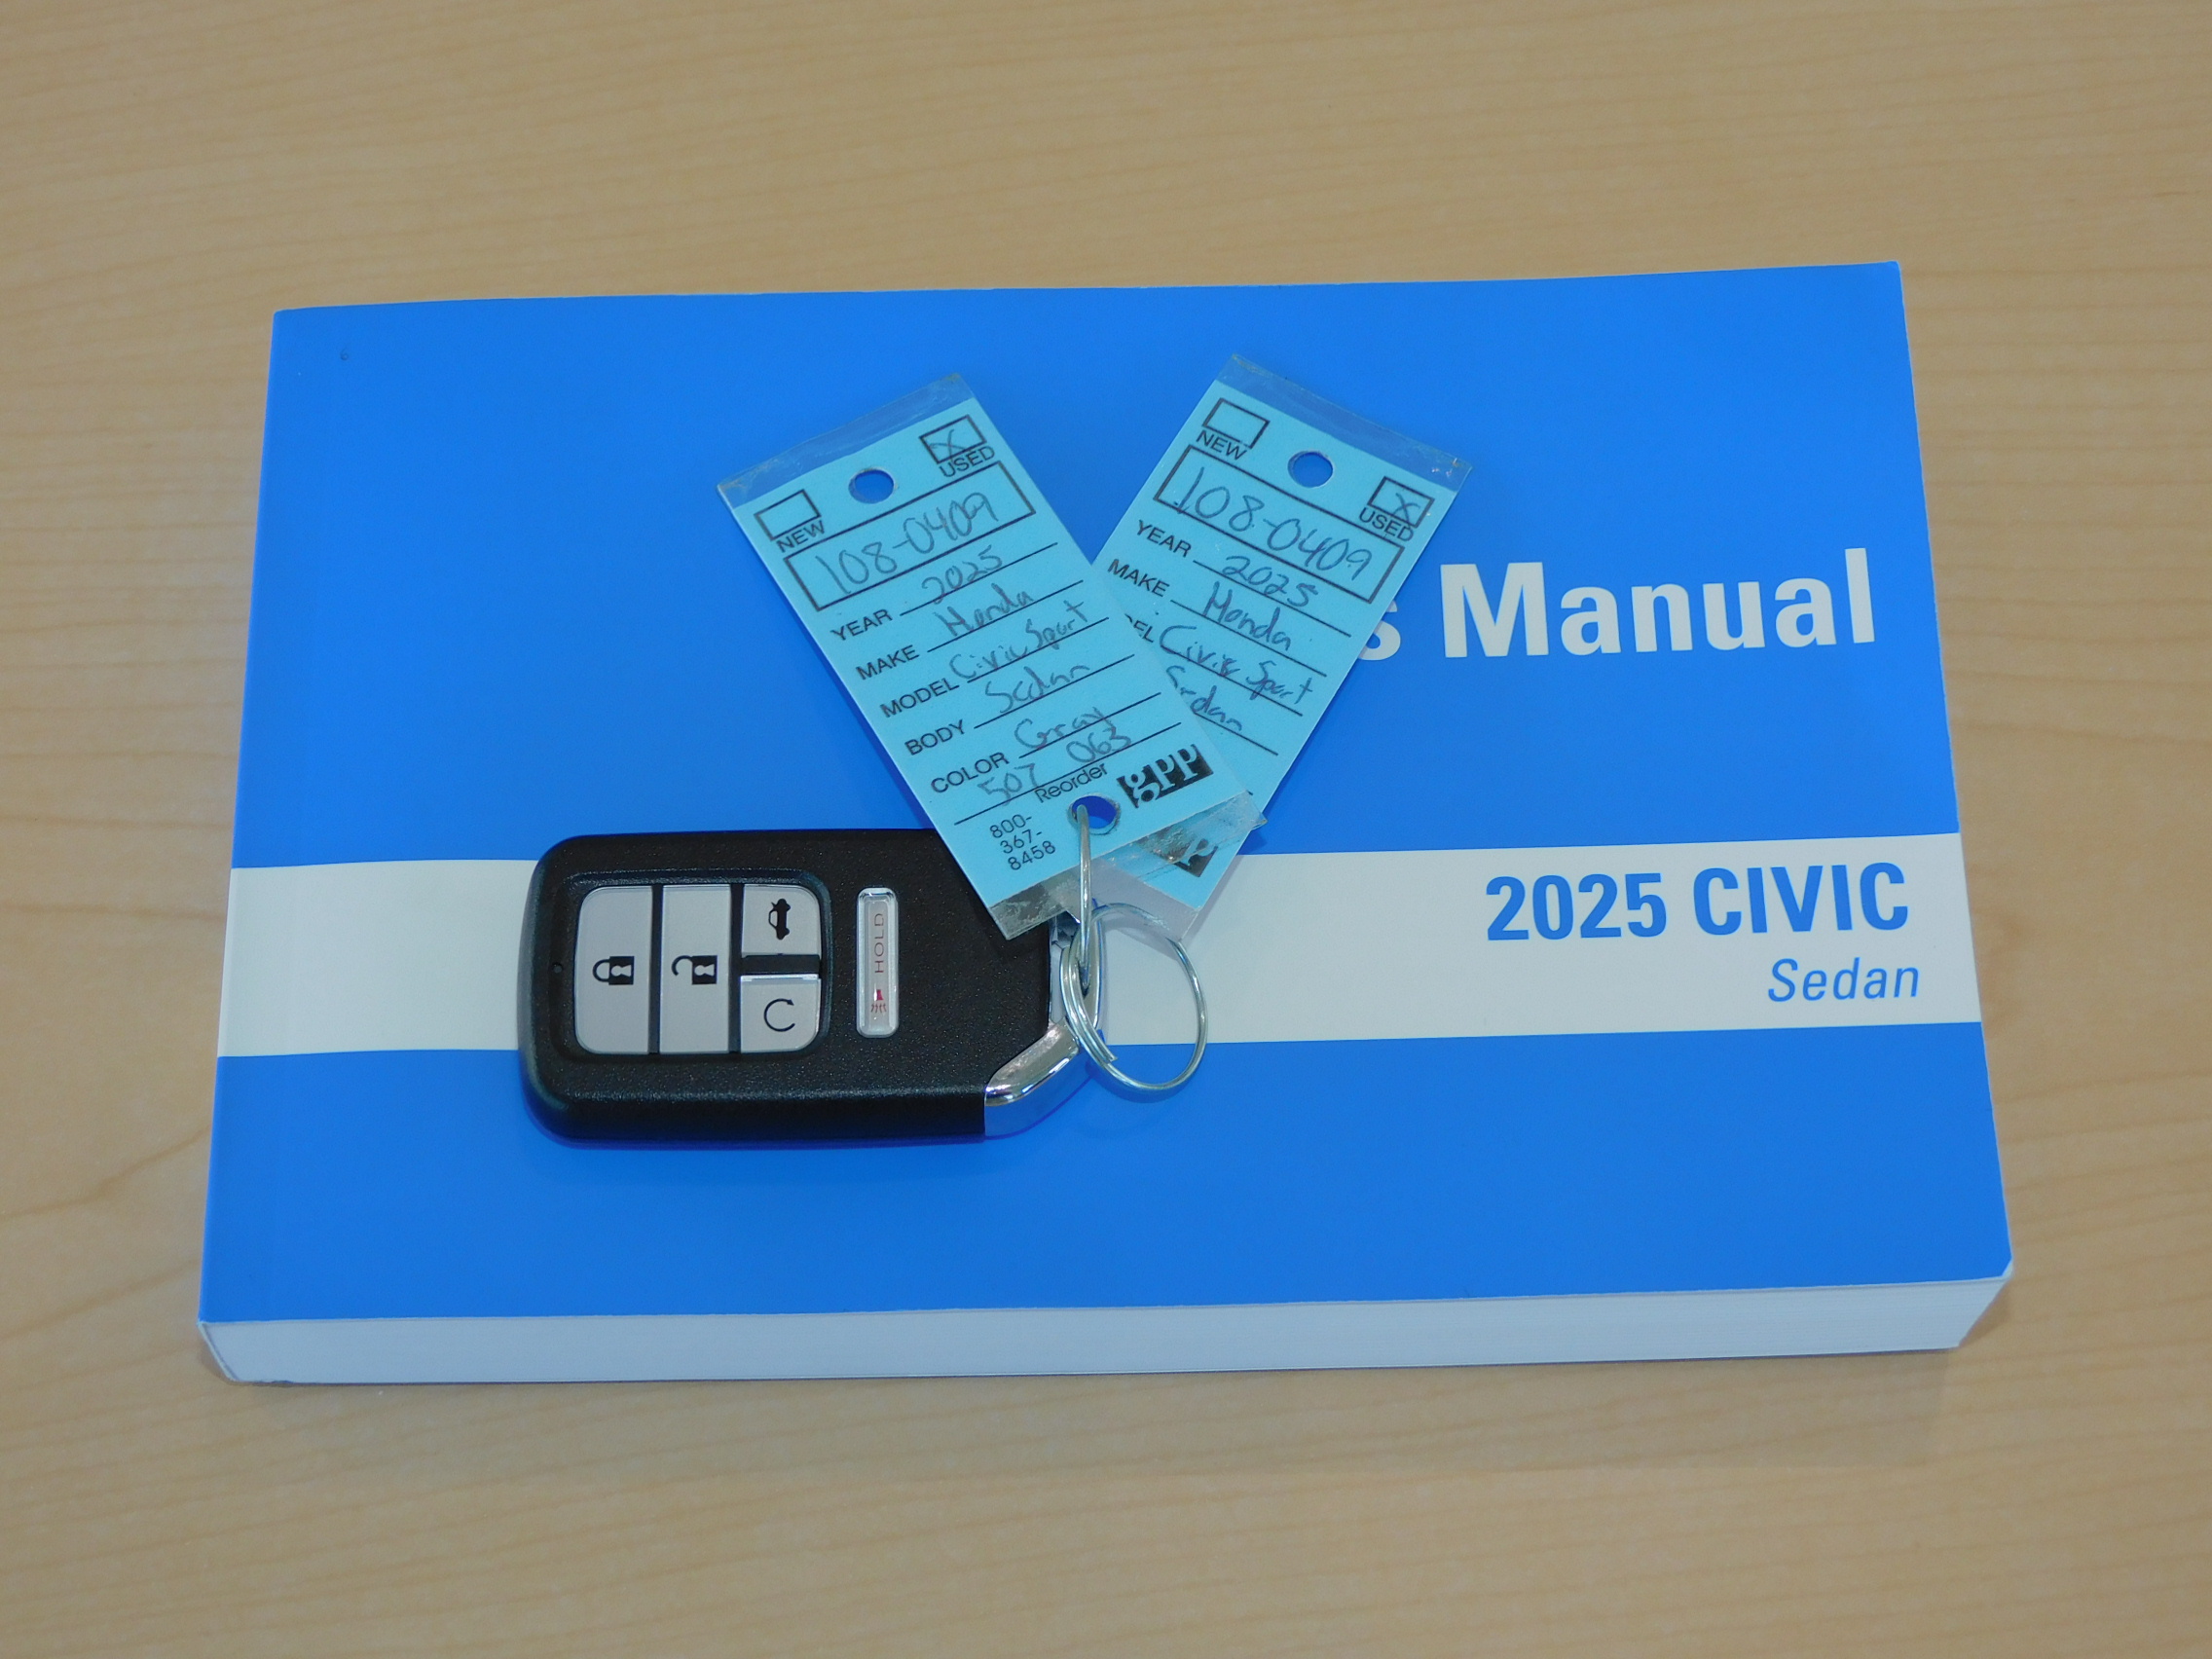 USED
NEW
108-0409
YEAR 2025
MAKE Honda
MODEL Civic Sport
BODY Sedan
COLOR Gray
507 063
Reorder gpp
800-
367-
8458
NEW
USED
108-0409
YEAR 2025
MAKE Honda
Civic Sport
Sedan
s Manual
2025 CIVIC
Sedan
HOLD